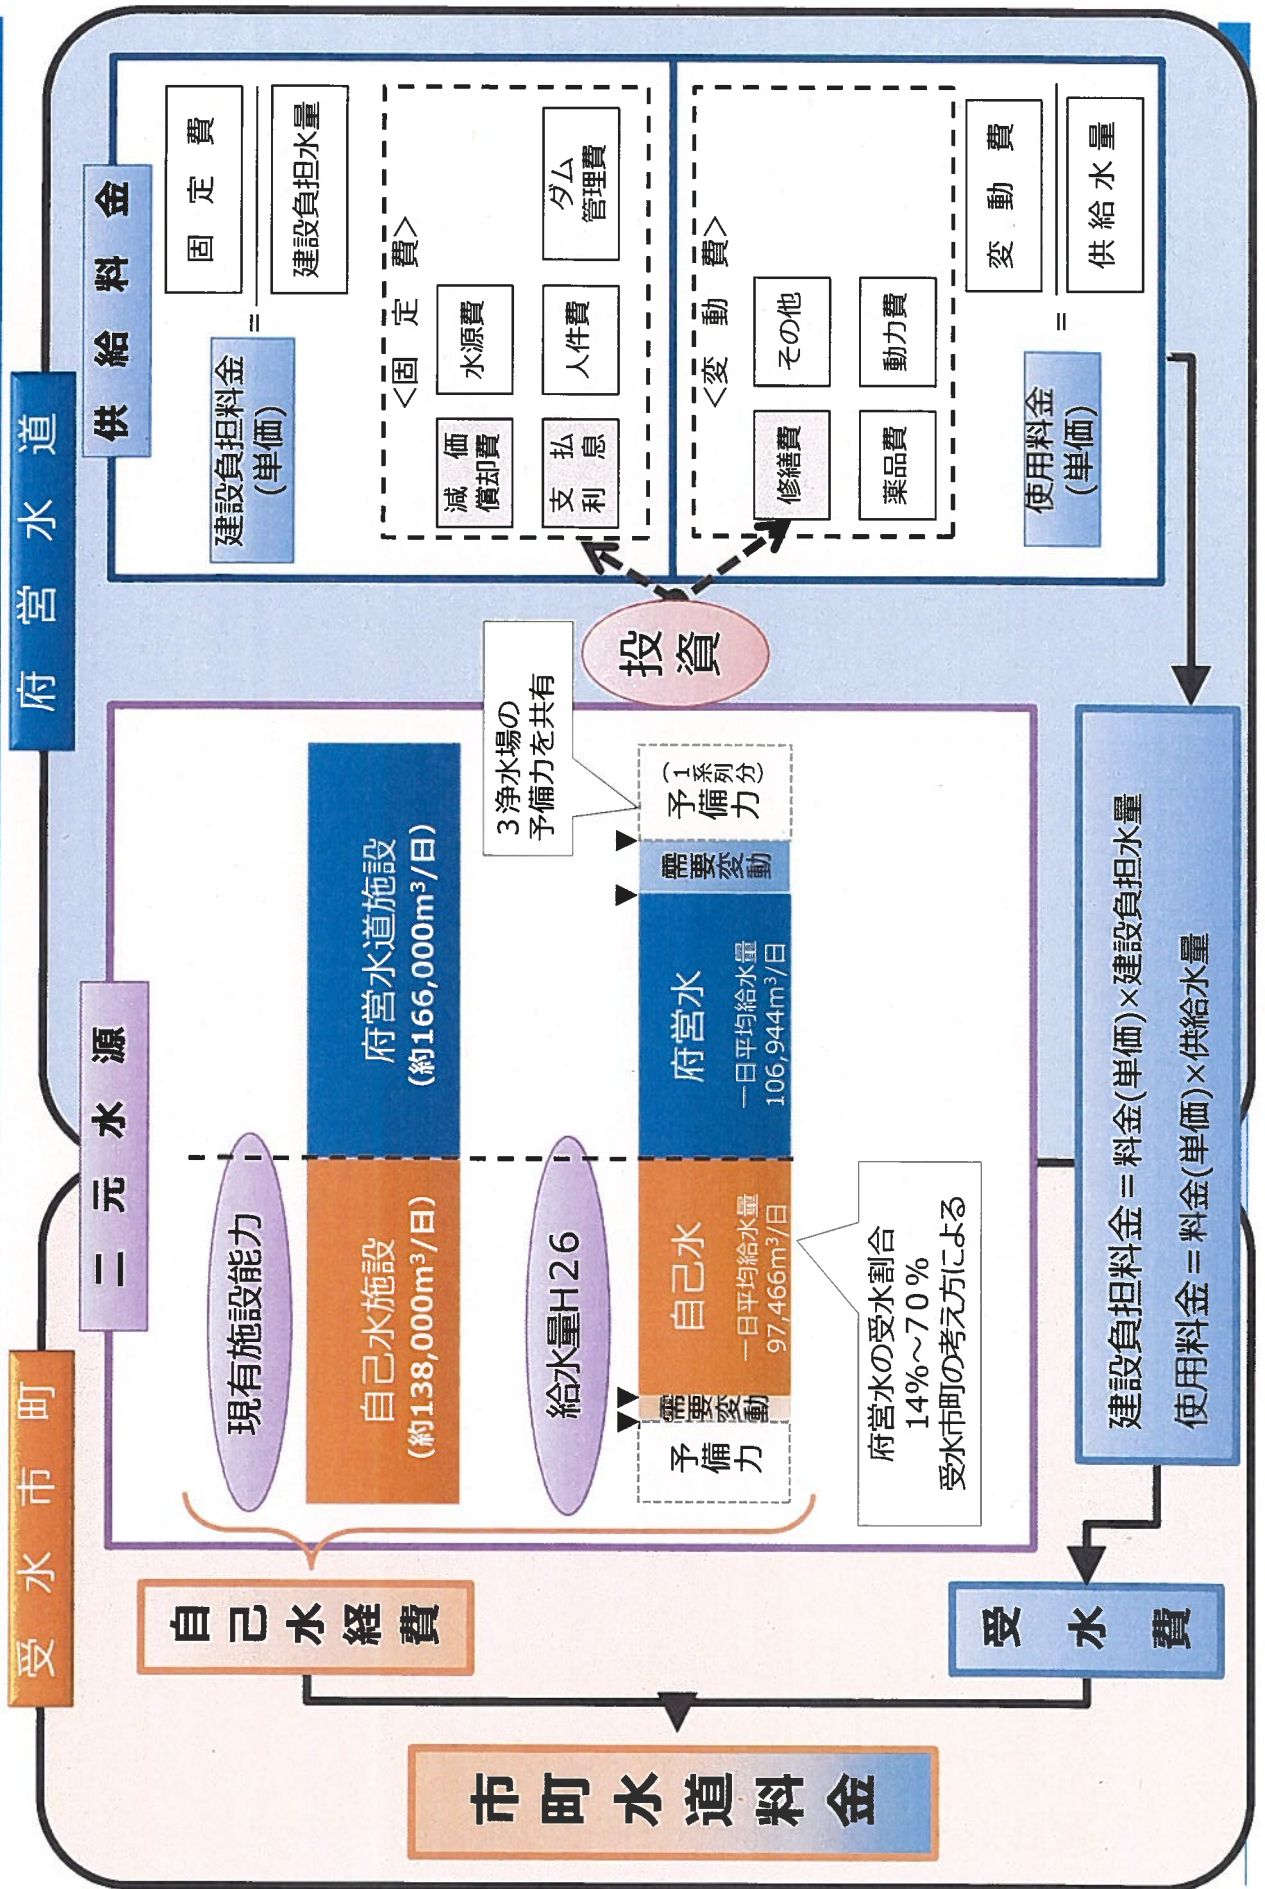 受水市町
府営水道
二元水源
供給料金
現有施設能力
自己水施設
(約138,000m³/日)
府営水道施設
(約166,000m³/日)
給水量H26
予備力
需要変動
自己水
一日平均給水量
97,466m³/日
府営水
一日平均給水量
106,944m³/日
需要変動
予備力
(1系列分)
3浄水場の
予備力を共有
府営水の受水割合
14%～70%
受水市町の考え方による
投資
建設負担料金
(単価)
=
固定費
建設負担水量
<固定費>
減価
償却費
水源費
支払
利息
人件費
ダム
管理費
<変動費>
修繕費
その他
薬品費
動力費
使用料金
(単価)
=
変動費
供給水量
建設負担料金=料金(単価)×建設負担水量
使用料金=料金(単価)×供給水量
自己水経費
受水費
市町水道料金